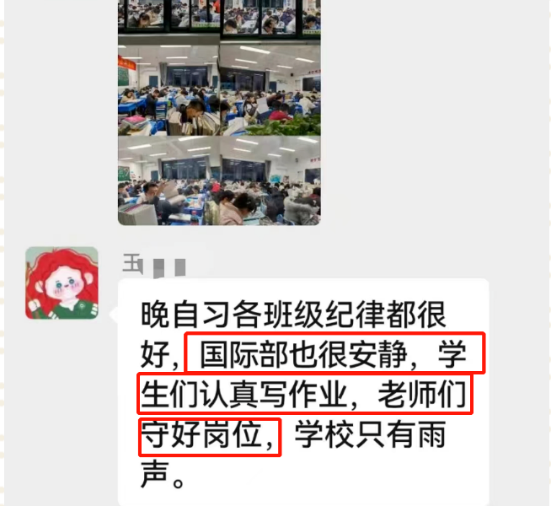 晚自习各班级纪律都很
好，国际部也很安静，学
生们认真写作业，老师们
守好岗位，学校只有雨
声。